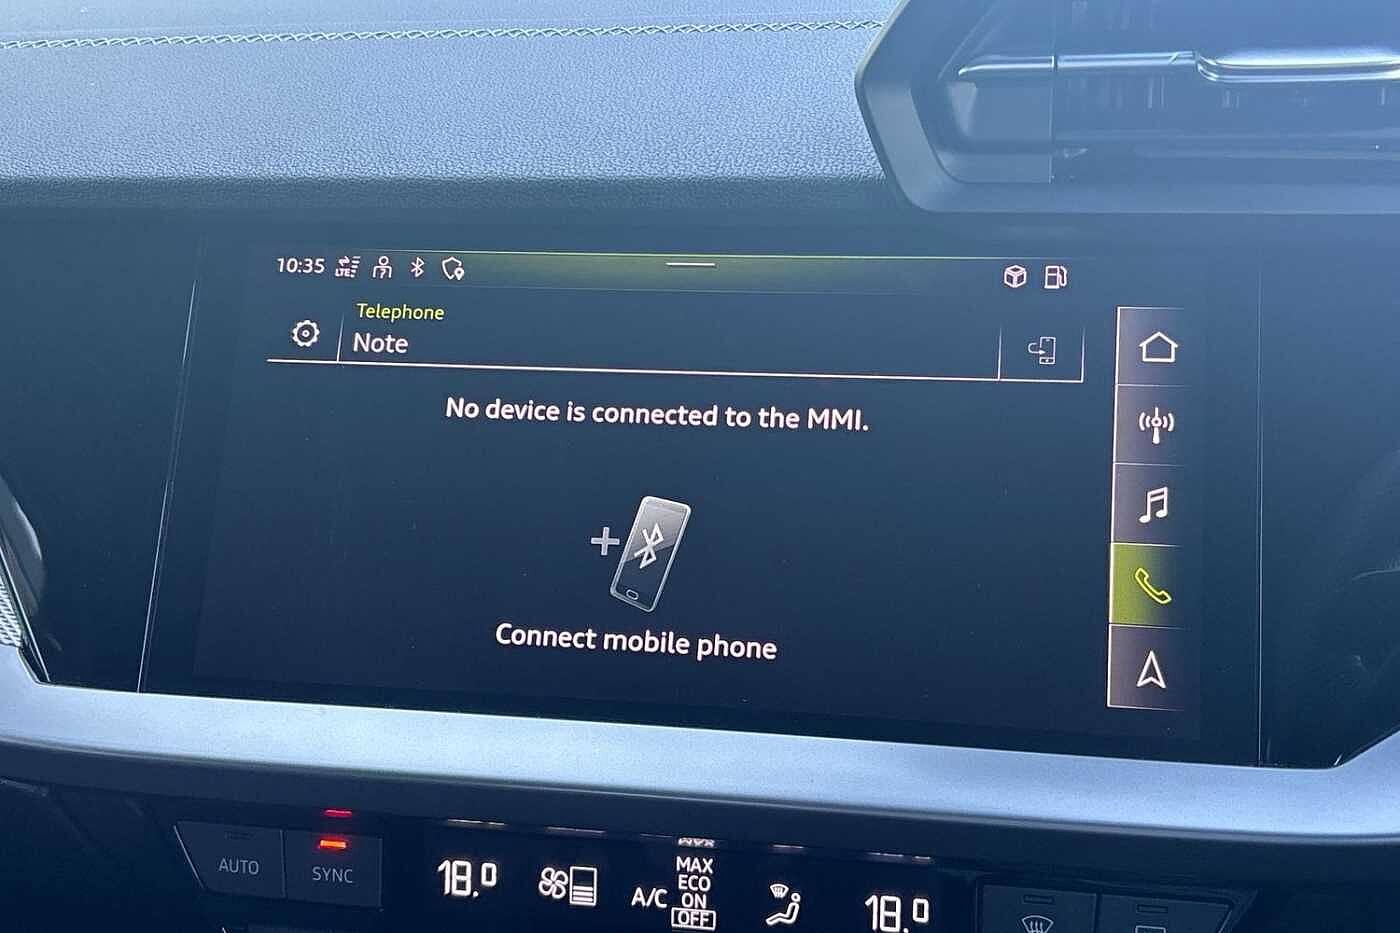 10:35 LTE
Telephone
Note
No device is connected to the MMI.
Connect mobile phone
AUTO
SYNC
18.0
A/C
MAX
ECO
ON
OFF
18.0